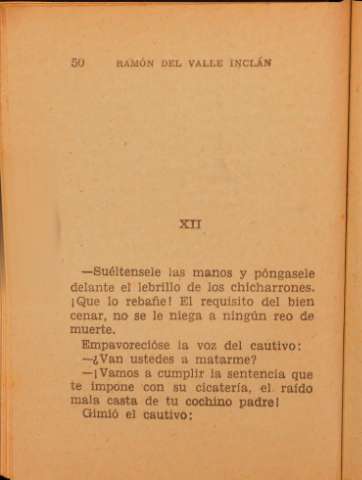 50 RAMÓN DEL VALLE INCLÁN
XII
—Suéltensele las manos y póngasele
delante el lebrillo de los chicharrones.
¡Que lo rebañe! El requisito del bien
cenar, no se le niega a ningún reo de
muerte.
Empavorecióse la voz del cautivo:
—¿Van ustedes a matarme?
—¡Vamos a cumplir la sentencia que
te impone con su cicatería, el raído
mala casta de tu cochino padre!
Gimió el cautivo: